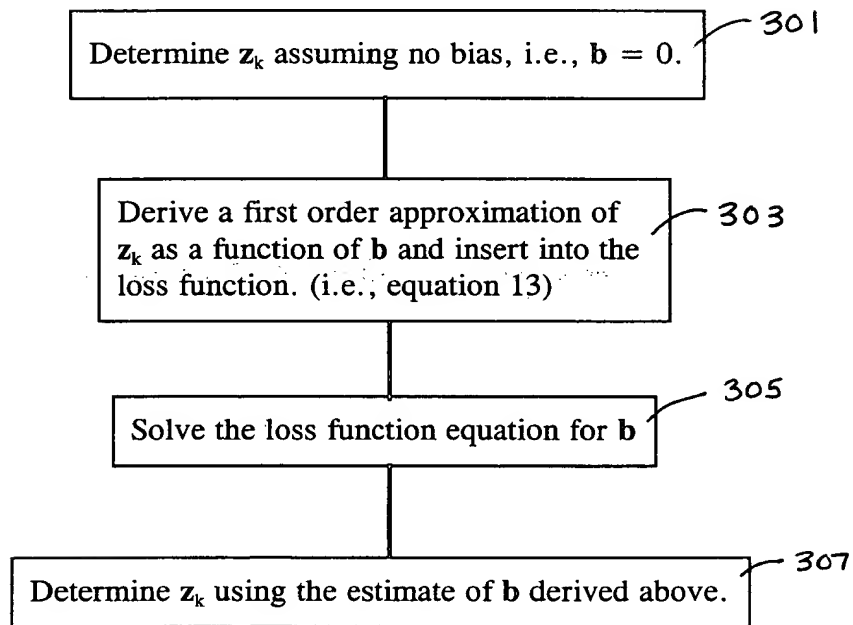 301
Determine z_k assuming no bias, i.e., b = 0.
303
Derive a first order approximation of
z_k as a function of b and insert into the
loss function. (i.e., equation 13)
305
Solve the loss function equation for b
307
Determine z_k using the estimate of b derived above.